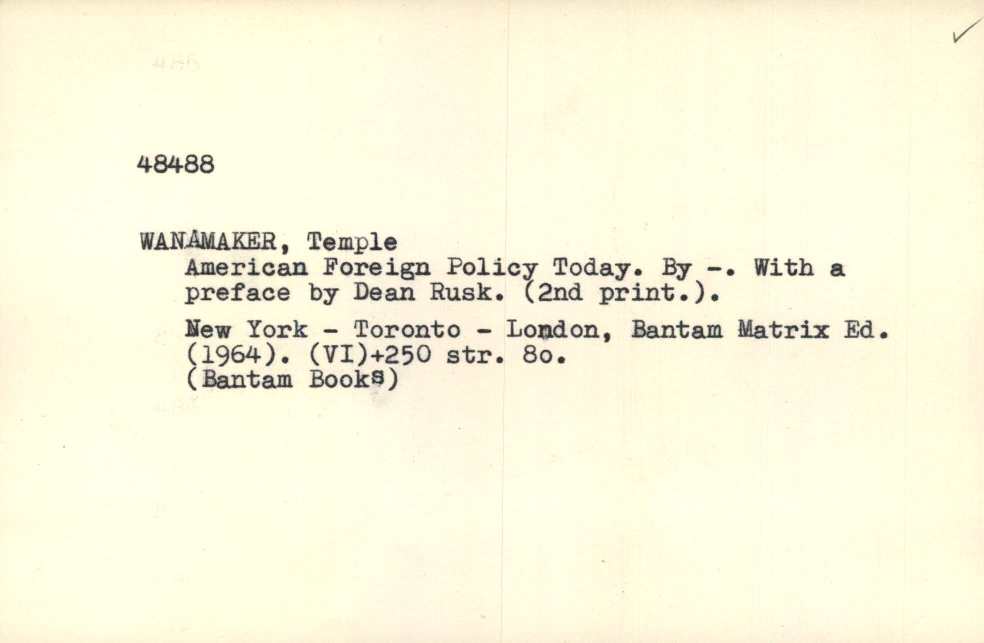 48488
WANAMAKER, Temple
American Foreign Policy Today. By -. With a
preface by Dean Rusk. (2nd print.).
New York - Toronto - London, Bantam Matrix Ed.
(1964). (VI)+250 str. 8o.
(Bantam Books)